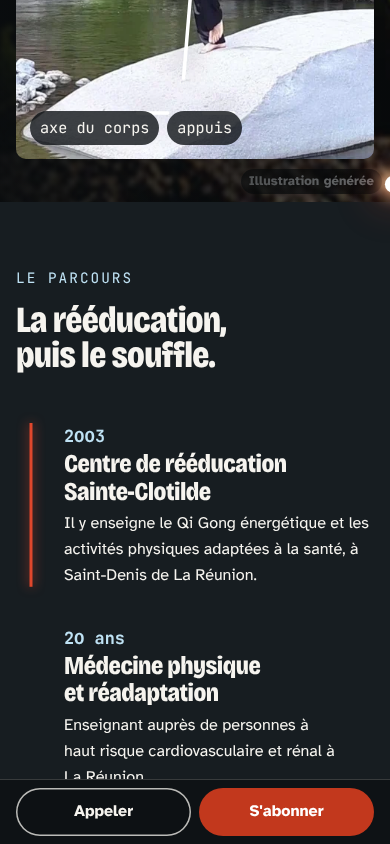 axe du corps
appuis
Illustration générée
LE PARCOURS
La rééducation,
puis le souffle.
2003
Centre de rééducation
Sainte-Clotilde
Il y enseigne le Qi Gong énergétique et les
activités physiques adaptées à la santé, à
Saint-Denis de La Réunion.
20 ans
Médecine physique
et réadaptation
Enseignant auprès de personnes à
haut risque cardiovasculaire et rénal à
La Réunion
Appeler
S'abonner